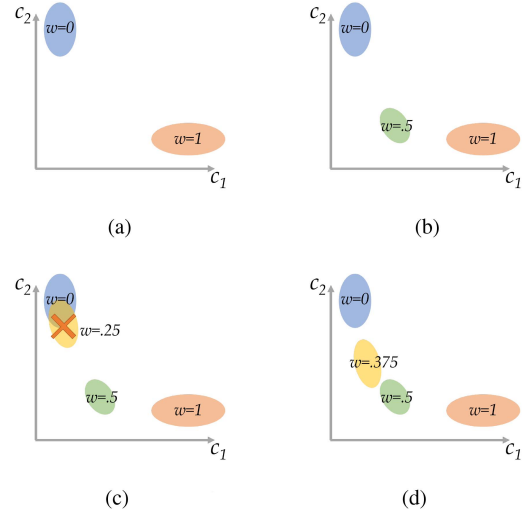 c2 w=0 w=1 c1
(a)
c2 w=0 w=.5 w=1 c1
(b)
c2 w=0 w=.25 w=.5 w=1 c1
(c)
c2 w=0 w=.375 w=.5 w=1 c1
(d)